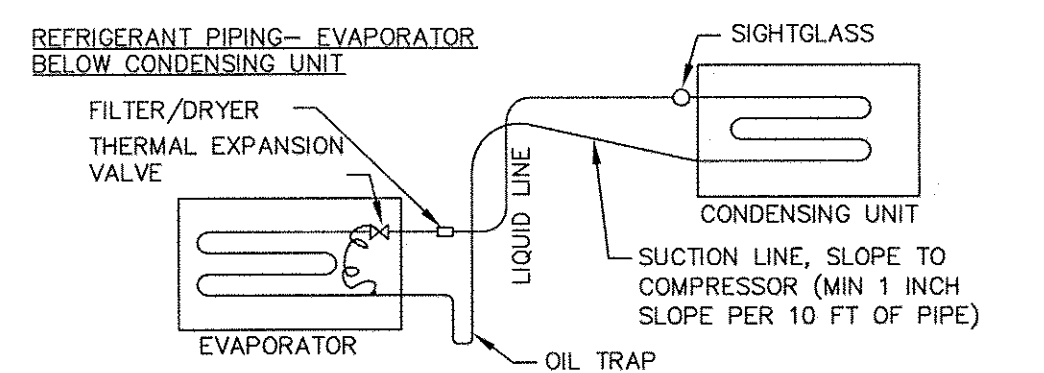 REFRIGERANT PIPING– EVAPORATOR
BELOW CONDENSING UNIT
SIGHTGLASS
FILTER/DRYER
THERMAL EXPANSION
VALVE
LIQUID LINE
CONDENSING UNIT
SUCTION LINE, SLOPE TO
COMPRESSOR (MIN 1 INCH
SLOPE PER 10 FT OF PIPE)
EVAPORATOR
OIL TRAP